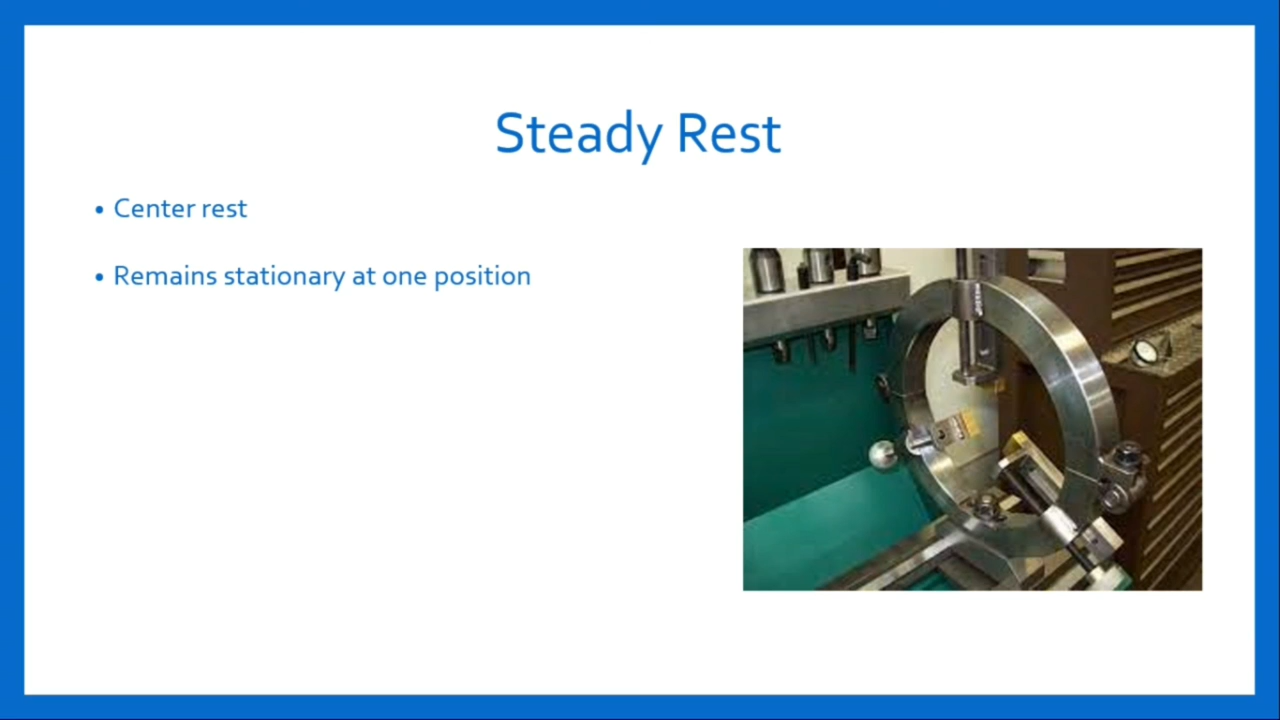 Steady Rest
• Center rest
• Remains stationary at one position